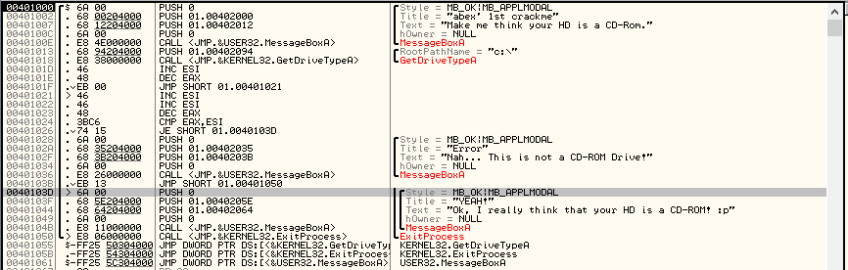 00401000 $ 6A 00 PUSH 0 Style = MB_OK|MB_APPLMODAL
00401002 . 68 00204000 PUSH 01.00402000 Title = "abex' 1st crackme"
00401007 . 68 12204000 PUSH 01.00402012 Text = "Make me think your HD is a CD-Rom."
0040100C . 6A 00 PUSH 0 hOwner = NULL
0040100E . E8 4E000000 CALL <JMP.&USER32.MessageBoxA> MessageBoxA
00401013 . 68 94204000 PUSH 01.00402094 RootPathName = "c:\"
00401018 . E8 38000000 CALL <JMP.&KERNEL32.GetDriveTypeA> GetDriveTypeA
0040101D . 46 INC ESI
0040101E . 48 DEC EAX
0040101F .vEB 00 JMP SHORT 01.00401021
00401021 > 46 INC ESI
00401022 . 46 INC ESI
00401023 . 48 DEC EAX
00401024 . 3BC6 CMP EAX,ESI
00401026 .v74 15 JE SHORT 01.0040103D
00401028 . 6A 00 PUSH 0 Style = MB_OK|MB_APPLMODAL
0040102A . 68 35204000 PUSH 01.00402035 Title = "Error"
0040102F . 68 3B204000 PUSH 01.0040203B Text = "Nah... This is not a CD-ROM Drive!"
00401034 . 6A 00 PUSH 0 hOwner = NULL
00401036 . E8 26000000 CALL <JMP.&USER32.MessageBoxA> MessageBoxA
0040103B .vEB 13 JMP SHORT 01.00401050
0040103D > 6A 00 PUSH 0 Style = MB_OK|MB_APPLMODAL
0040103F . 68 5E204000 PUSH 01.0040205E Title = "YEAH!"
00401044 . 68 64204000 PUSH 01.00402064 Text = "Ok, I really think that your HD is a CD-ROM! :p"
00401049 . 6A 00 PUSH 0 hOwner = NULL
0040104B . E8 11000000 CALL <JMP.&USER32.MessageBoxA> MessageBoxA
00401050 > E8 06000000 CALL <JMP.&KERNEL32.ExitProcess> ExitProcess
00401055 $-FF25 50304000 JMP DWORD PTR DS:[<&KERNEL32.GetDriveTy KERNEL32.GetDriveTypeA
0040105B .-FF25 54304000 JMP DWORD PTR DS:[<&KERNEL32.ExitProces KERNEL32.ExitProcess
00401061 $-FF25 5C304000 JMP DWORD PTR DS:[<&USER32.MessageBoxA> USER32.MessageBoxA